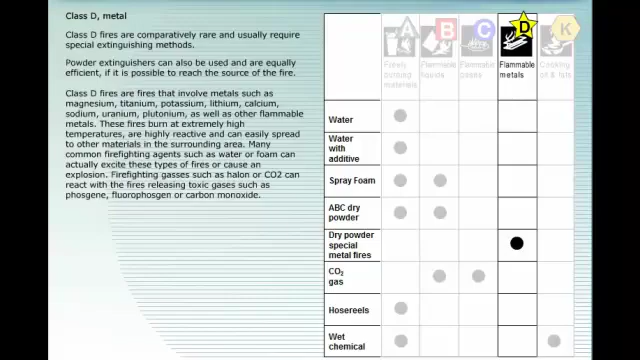 Class D, metal
Class D fires are comparatively rare and usually require
special extinguishing methods.
Powder extinguishers can also be used and are equally
efficient, if it is possible to reach the source of the fire.
Class D fires are fires that involve metals such as
magnesium, titanium, potassium, lithium, calcium,
sodium, uranium, plutonium, as well as other flammable
metals. These fires burn at extremely high
temperatures, are highly reactive and can easily spread
to other materials in the surrounding area. Many
common firefighting agents such as water or foam can
actually excite these types of fires or cause an
explosion. Firefighting gasses such as halon or CO2 can
react with the fires releasing toxic gases such as
phosgene, fluorophosgen or carbon monoxide.
A B C D K
Freely burning materials
Flammable liquids
Flammable gases
Flammable metals
Cooking oil & fats
Water
Water
with
additive
Spray Foam
ABC dry
powder
Dry powder
special
metal fires
CO2
gas
Hosereels
Wet
chemical